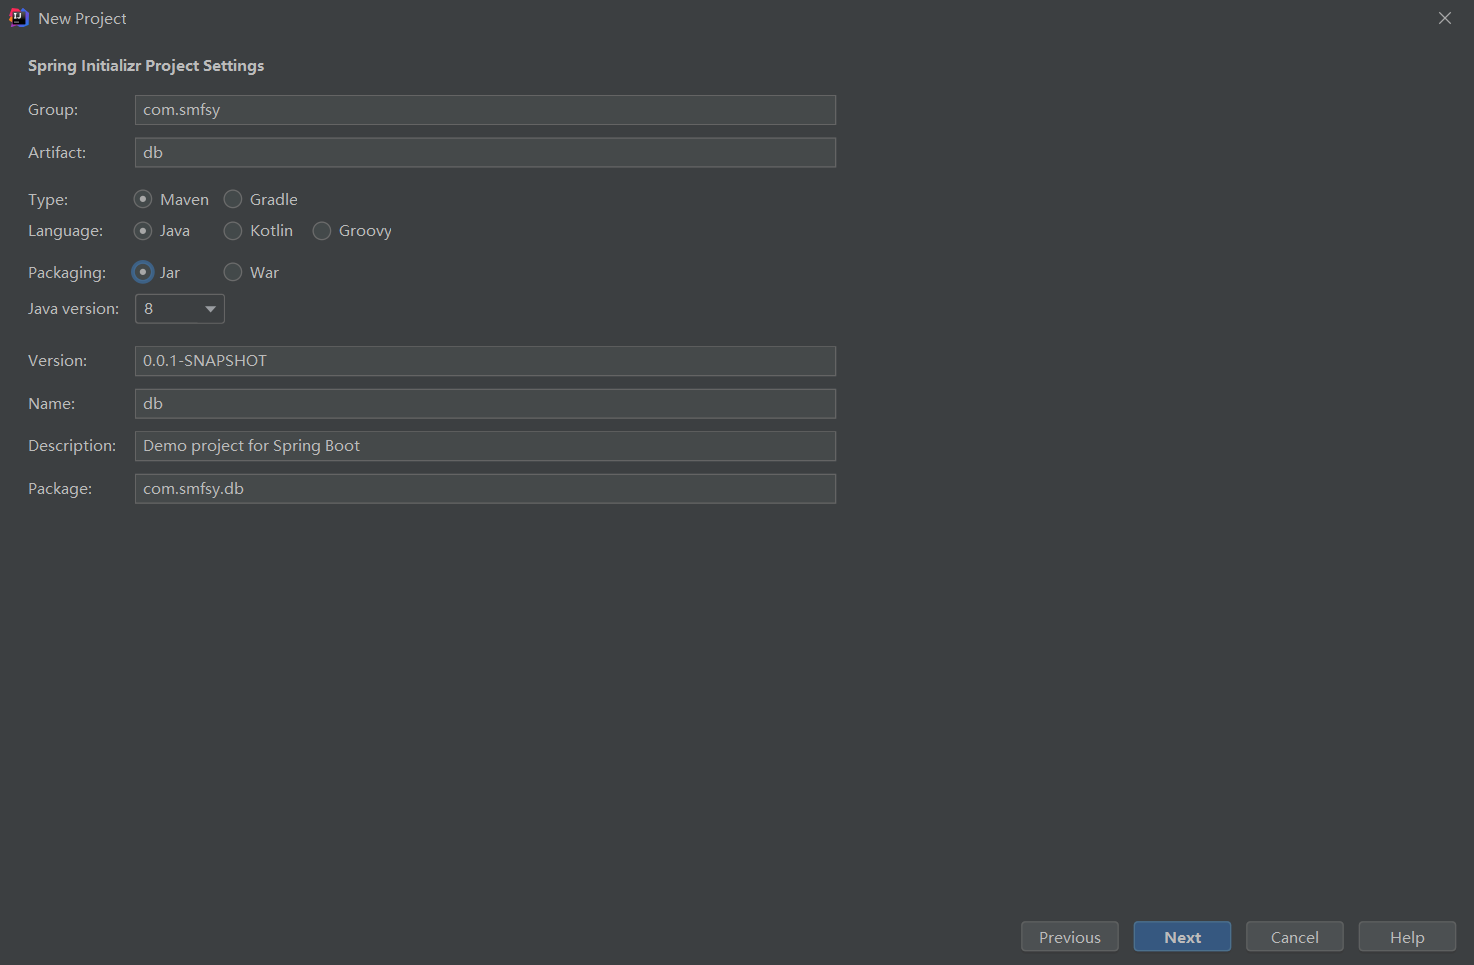 New Project
Spring Initializr Project Settings
Group: com.smfsy
Artifact: db
Type: Maven Gradle
Language: Java Kotlin Groovy
Packaging: Jar War
Java version: 8
Version: 0.0.1-SNAPSHOT
Name: db
Description: Demo project for Spring Boot
Package: com.smfsy.db
Previous Next Cancel Help